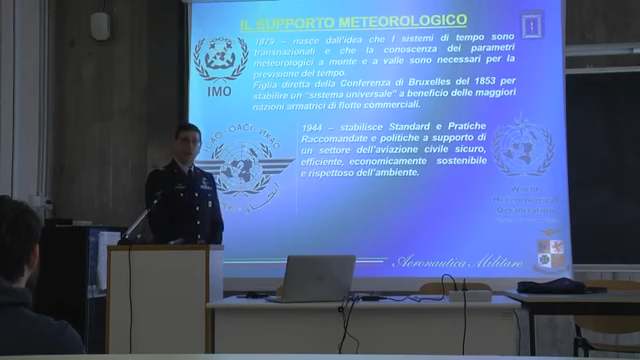 IL SUPPORTO METEOROLOGICO
1879 – nasce dall'idea che I sistemi di tempo sono
transnazionali e che la conoscenza dei parametri
meteorologici a monte e a valle sono necessari per la
previsione del tempo.
Figlia diretta della Conferenza di Bruxelles del 1853 per
stabilire un "sistema universale" a beneficio delle maggiori
nazioni armatrici di flotte commerciali.
IMO
1944 – stabilisce Standard e Pratiche
Raccomandate e politiche a supporto di
un settore dell'aviazione civile sicuro,
efficiente, economicamente sostenibile
e rispettoso dell'ambiente.
OACI
World
Meteorological
Organization
Aeronautica Militare